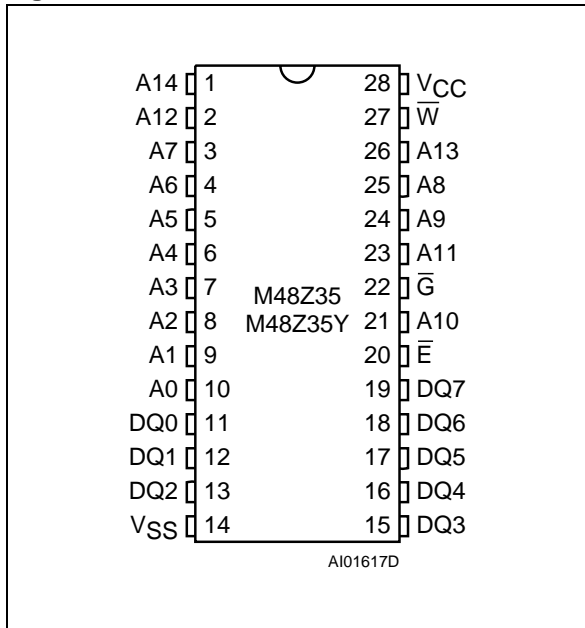 A14 1 28 VCC
A12 2 27 W̅
A7 3 26 A13
A6 4 25 A8
A5 5 24 A9
A4 6 23 A11
A3 7 22 G̅
M48Z35
A2 8 21 A10
M48Z35Y
A1 9 20 E̅
A0 10 19 DQ7
DQ0 11 18 DQ6
DQ1 12 17 DQ5
DQ2 13 16 DQ4
VSS 14 15 DQ3
AI01617D